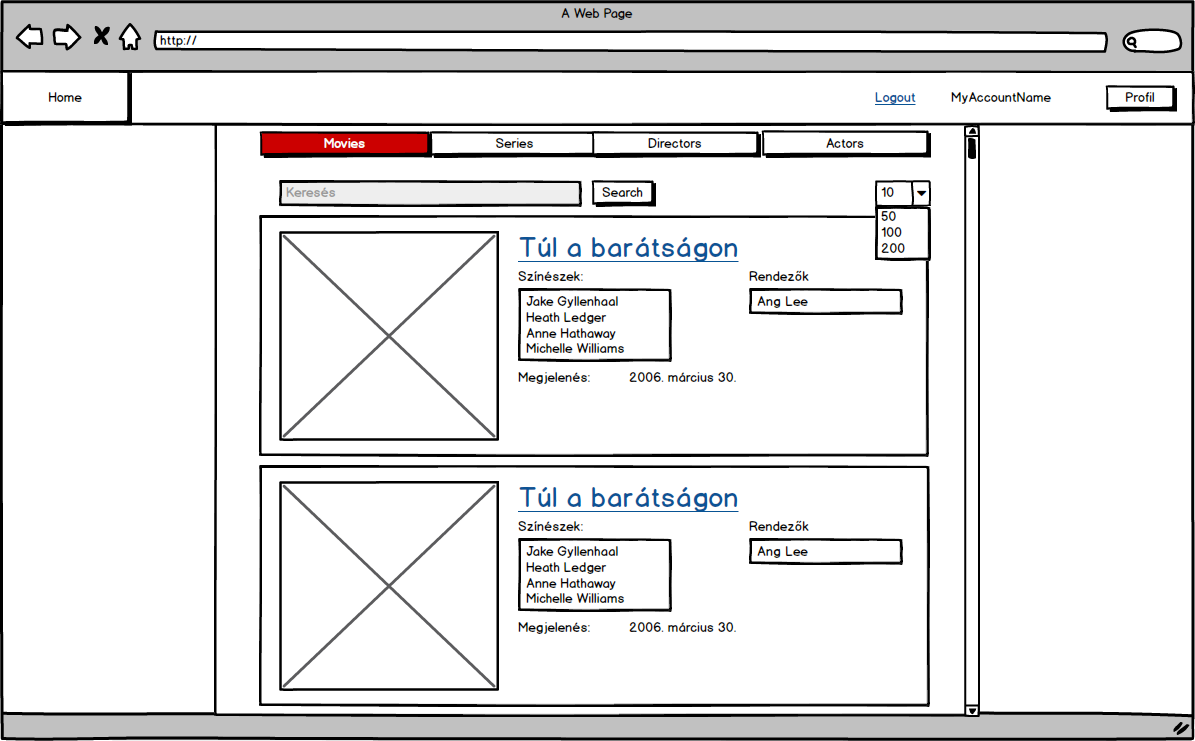 A Web Page
http://
Home
Logout
MyAccountName
Profil
Movies
Series
Directors
Actors
Keresés
Search
10
50
100
200
Túl a barátságon
Színészek:
Rendezők
Jake Gyllenhaal
Heath Ledger
Anne Hathaway
Michelle Williams
Ang Lee
Megjelenés:
2006. március 30.
Túl a barátságon
Színészek:
Rendezők
Jake Gyllenhaal
Heath Ledger
Anne Hathaway
Michelle Williams
Ang Lee
Megjelenés:
2006. március 30.